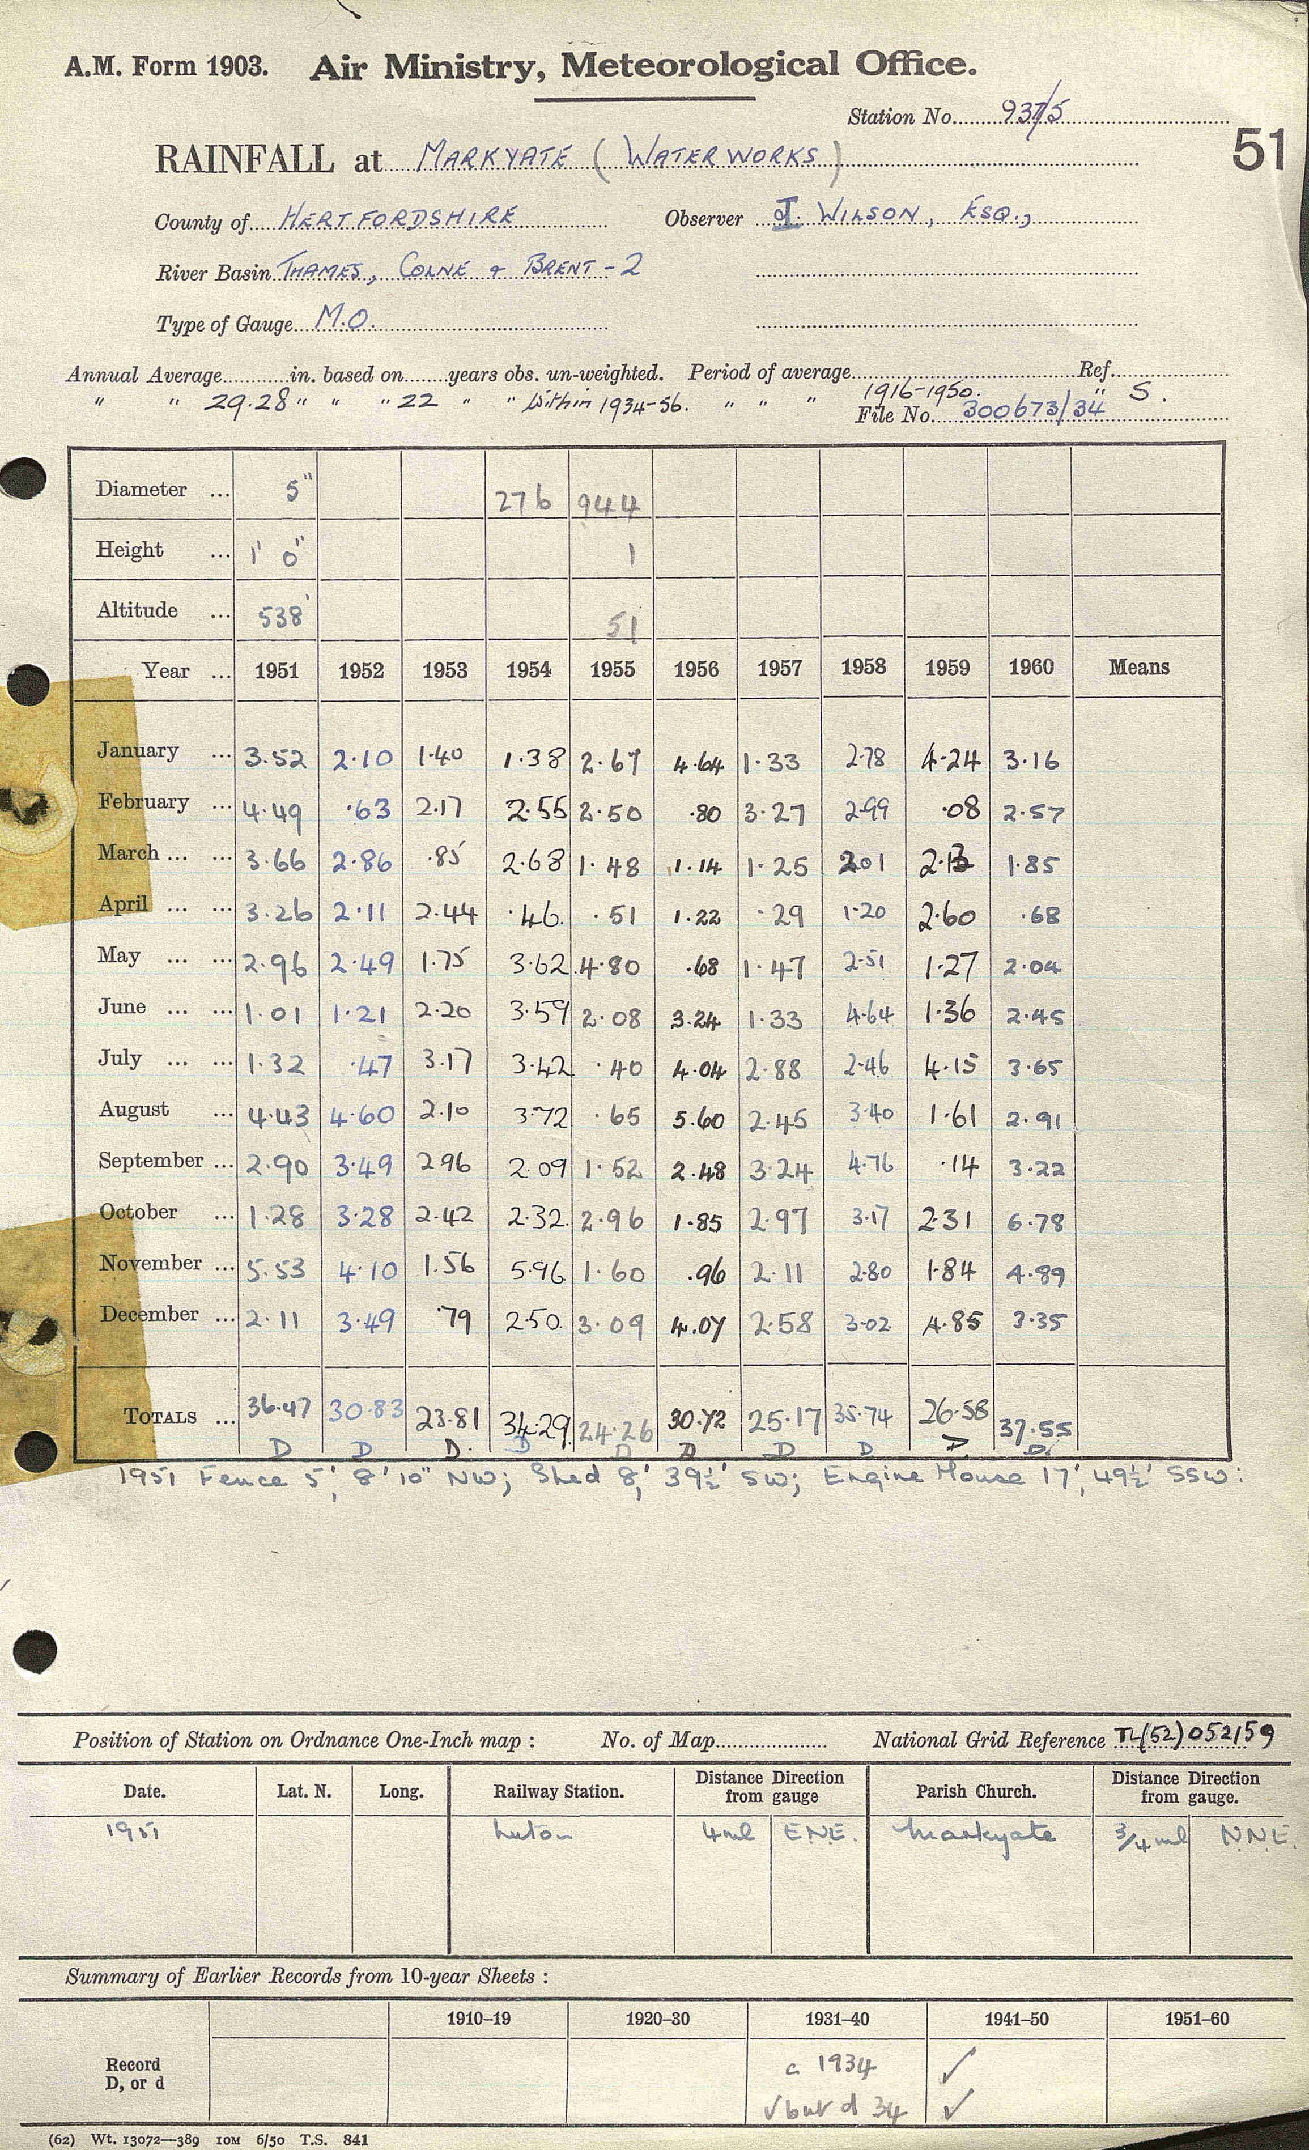 A.M. Form 1903. Air Ministry, Meteorological Office.
Station No. 937/5
51
RAINFALL at MARKYATE (WATER WORKS)
County of HERTFORDSHIRE Observer J. WILSON, ESQ.,
River Basin THAMES, COLNE & BRENT - 2
Type of Gauge M.O.
Annual Average in. based on years obs. un-weighted. Period of average Ref.
" " 29.28 " " " 22 " " Within 1934-56. " " " 1916-1950. " S.
File No. 300673/34
Diameter ... 5" 276 944
Height ... 1' 0" 1
Altitude ... 538' 51
Year ... 1951 1952 1953 1954 1955 1956 1957 1958 1959 1960 Means
January ... 3.52 2.10 1.40 1.38 2.67 4.64 1.33 2.78 4.24 3.16
February ... 4.49 .63 2.17 2.55 2.50 .80 3.27 2.99 .08 2.57
March ... ... 3.66 2.86 .85 2.68 1.48 1.14 1.25 2.01 2.13 1.85
April ... ... 3.26 2.11 2.44 .46 .51 1.22 .29 1.20 2.60 .68
May ... ... 2.96 2.49 1.75 3.62 4.80 .68 1.47 2.51 1.27 2.04
June ... ... 1.01 1.21 2.20 3.59 2.08 3.24 1.33 4.64 1.36 2.45
July ... ... 1.32 .47 3.17 3.42 .40 4.04 2.88 2.46 4.15 3.65
August ... 4.43 4.60 2.10 3.72 .65 5.60 2.45 3.40 1.61 2.91
September ... 2.90 3.49 2.96 2.09 1.52 2.48 3.24 4.76 .14 3.22
October ... 1.28 3.28 2.42 2.32 2.96 1.85 2.97 3.17 2.31 6.78
November ... 5.53 4.10 1.56 5.96 1.60 .96 2.11 2.80 1.84 4.89
December ... 2.11 3.49 .79 2.50 3.09 4.07 2.58 3.02 4.85 3.35
TOTALS ... 36.47 30.83 23.81 34.29 24.26 30.72 25.17 35.74 26.58 37.55
D D D. D D D D D D D.
1951 Fence 5', 8' 10" NW; Shed 8', 39½' SW; Engine House 17', 49½' SSW:
Position of Station on Ordnance One-Inch map : No. of Map National Grid Reference TL(52)052159
Date. Lat. N. Long. Railway Station. Distance Direction from gauge Parish Church. Distance Direction from gauge.
1951 Luton 4ml ENE. Markyate 3/4 ml NNE.
Summary of Earlier Records from 10-year Sheets :
1910–19 1920–30 1931–40 1941–50 1951–60
Record D, or d
c 1934 ✓
✓ but d 34 ✓
(62) Wt. 13072—389 10M 6/50 T.S. 841